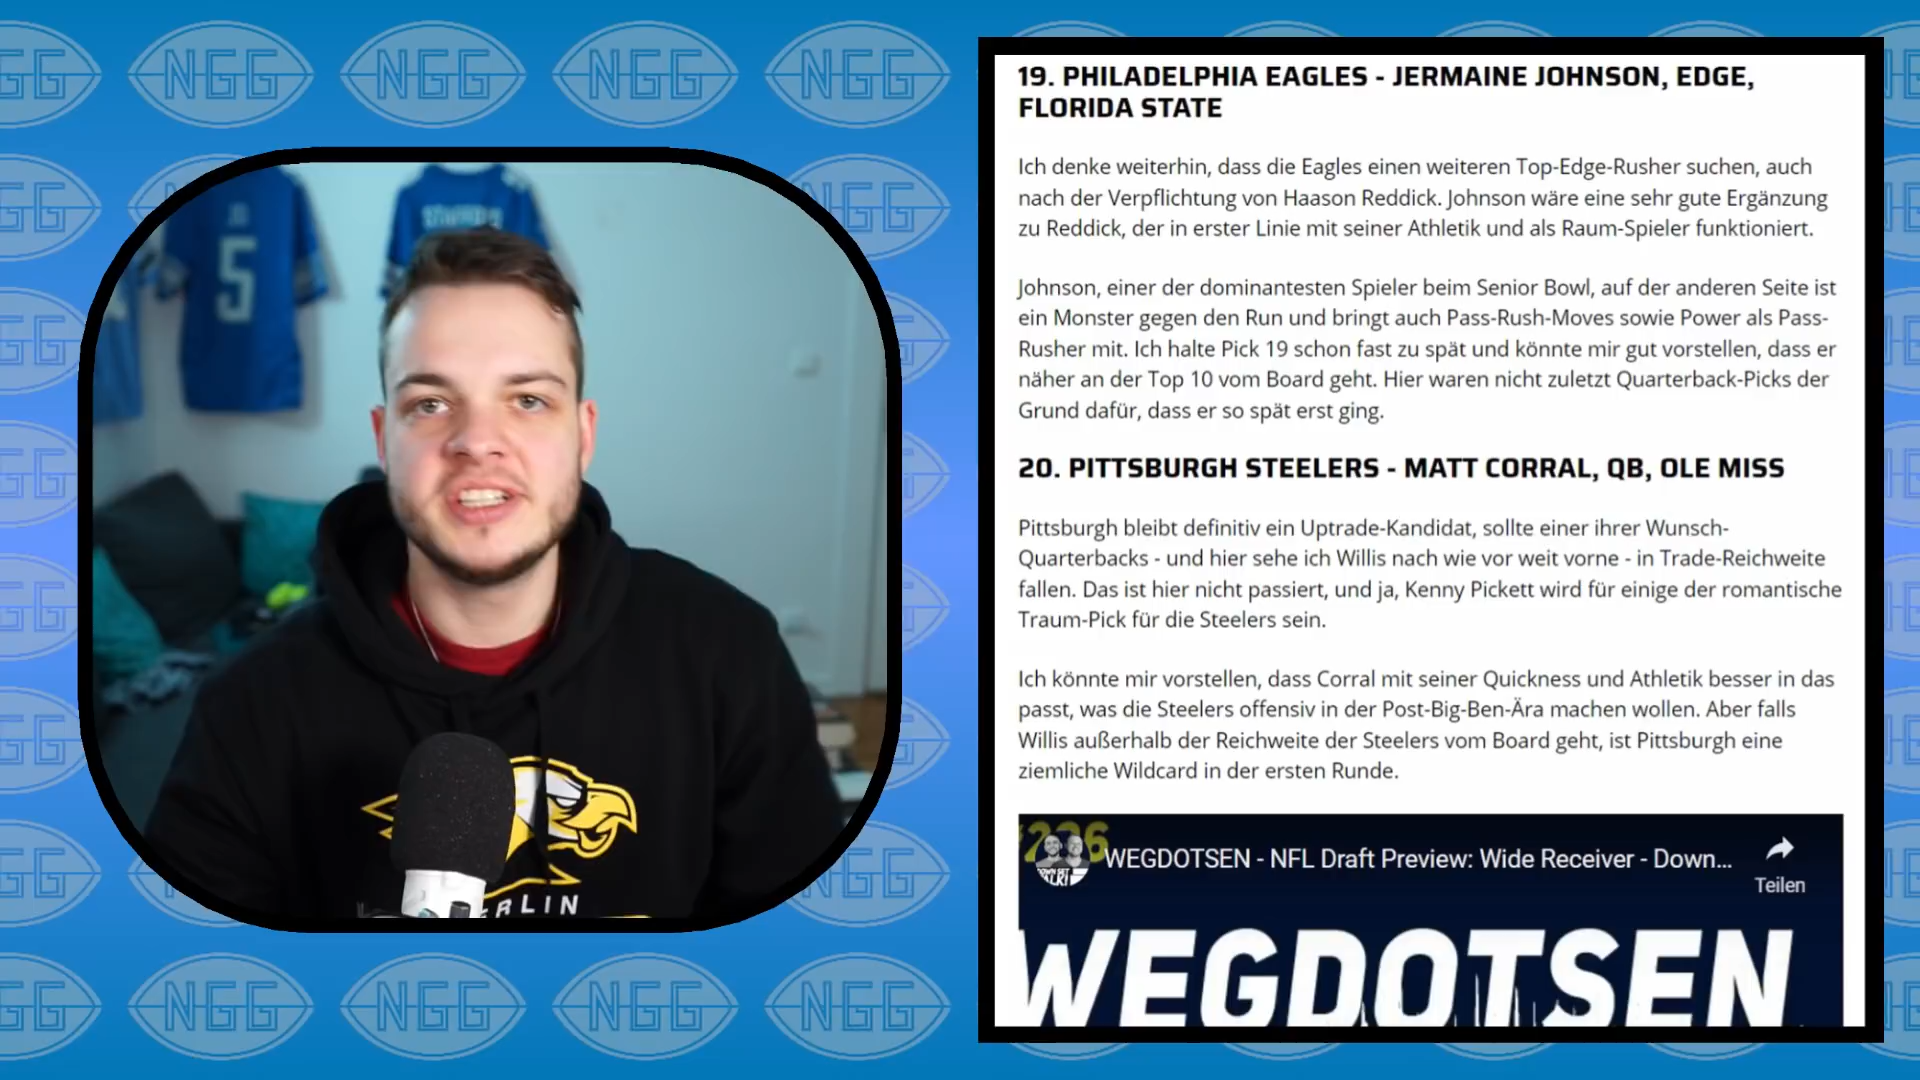 NGG NGG NGG NGG
19. PHILADELPHIA EAGLES - JERMAINE JOHNSON, EDGE,
FLORIDA STATE
Ich denke weiterhin, dass die Eagles einen weiteren Top-Edge-Rusher suchen, auch
nach der Verpflichtung von Haason Reddick. Johnson wäre eine sehr gute Ergänzung
zu Reddick, der in erster Linie mit seiner Athletik und als Raum-Spieler funktioniert.
Johnson, einer der dominantesten Spieler beim Senior Bowl, auf der anderen Seite ist
ein Monster gegen den Run und bringt auch Pass-Rush-Moves sowie Power als Pass-
Rusher mit. Ich halte Pick 19 schon fast zu spät und könnte mir gut vorstellen, dass er
näher an der Top 10 vom Board geht. Hier waren nicht zuletzt Quarterback-Picks der
Grund dafür, dass er so spät erst ging.
20. PITTSBURGH STEELERS - MATT CORRAL, QB, OLE MISS
Pittsburgh bleibt definitiv ein Uptrade-Kandidat, sollte einer ihrer Wunsch-
Quarterbacks - und hier sehe ich Willis nach wie vor weit vorne - in Trade-Reichweite
fallen. Das ist hier nicht passiert, und ja, Kenny Pickett wird für einige der romantische
Traum-Pick für die Steelers sein.
Ich könnte mir vorstellen, dass Corral mit seiner Quickness und Athletik besser in das
passt, was die Steelers offensiv in der Post-Big-Ben-Ära machen wollen. Aber falls
Willis außerhalb der Reichweite der Steelers vom Board geht, ist Pittsburgh eine
ziemliche Wildcard in der ersten Runde.
WEGDOTSEN - NFL Draft Preview: Wide Receiver - Down...
Teilen
WEGDOTSEN
5
NGG NGG NGG NGG